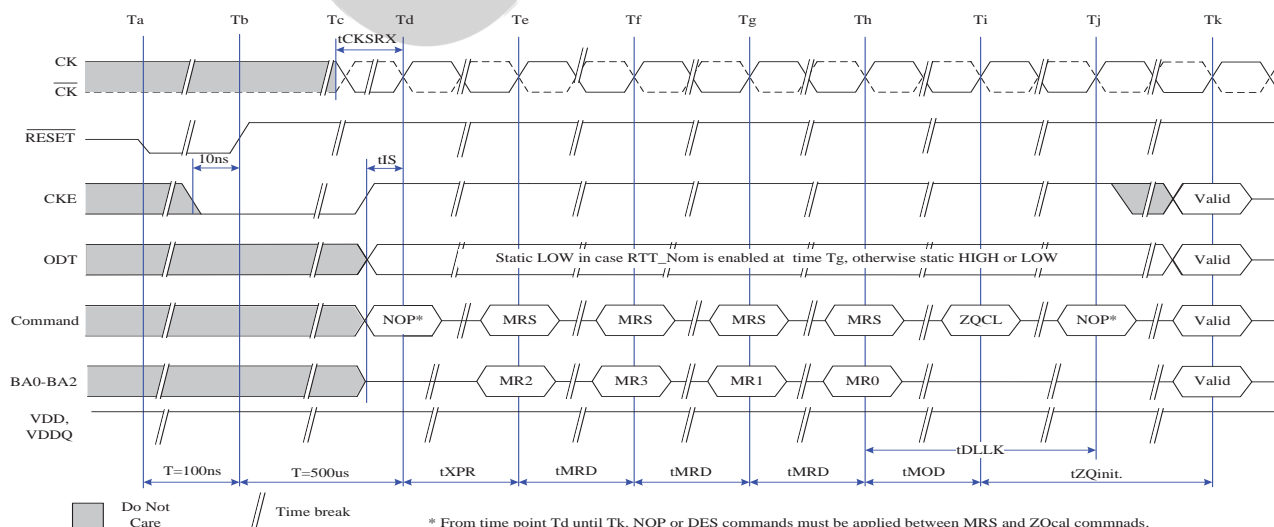 Ta Tb Tc Td Te Tf Tg Th Ti Tj Tk
tCKSRX
CK
CK
RESET
10ns
tIS
CKE
Valid
ODT
Static LOW in case RTT_Nom is enabled at time Tg, otherwise static HIGH or LOW
Valid
Command
NOP* MRS MRS MRS MRS ZQCL NOP* Valid
BA0-BA2
MR2 MR3 MR1 MR0 Valid
VDD,
VDDQ
tDLLK
T=100ns T=500us tXPR tMRD tMRD tMRD tMOD tZQinit.
Do Not
Care
Time break
* From time point Td until Tk, NOP or DES commands must be applied between MRS and ZQcal commnads.